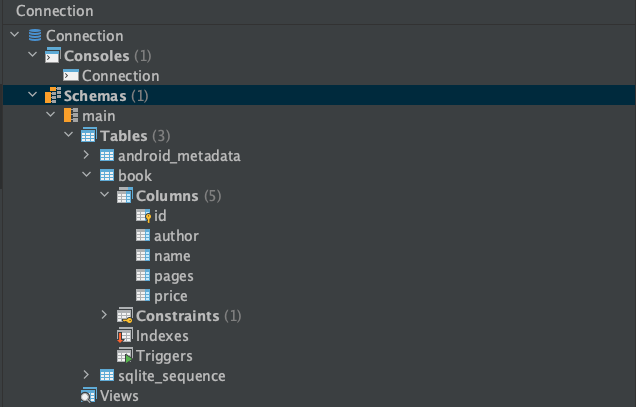 Connection
Connection
Consoles (1)
Connection
Schemas (1)
main
Tables (3)
android_metadata
book
Columns (5)
id
author
name
pages
price
Constraints (1)
Indexes
Triggers
sqlite_sequence
Views